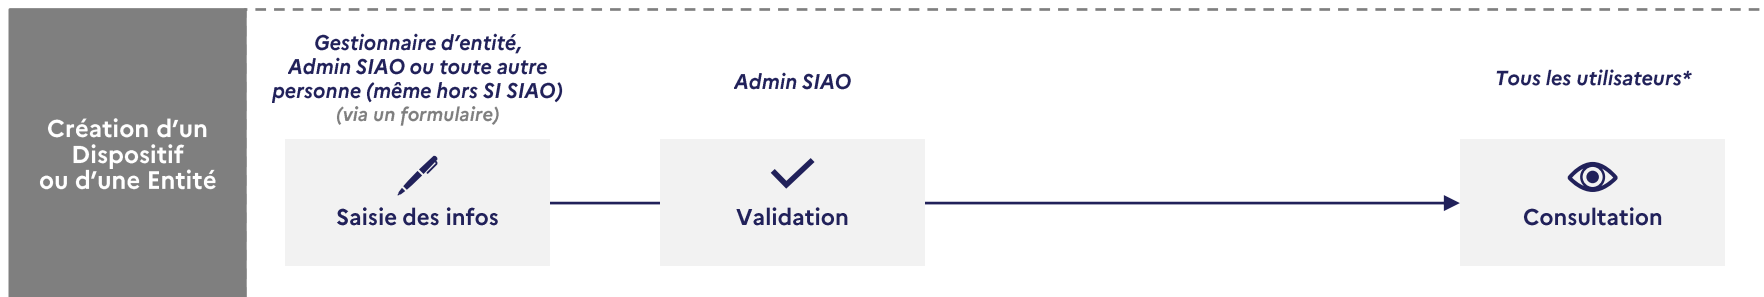 Création d'un
Dispositif
ou d'une Entité
Gestionnaire d'entité,
Admin SIAO ou toute autre
personne (même hors SI SIAO)
(via un formulaire)
Saisie des infos
Admin SIAO
Validation
Tous les utilisateurs*
Consultation